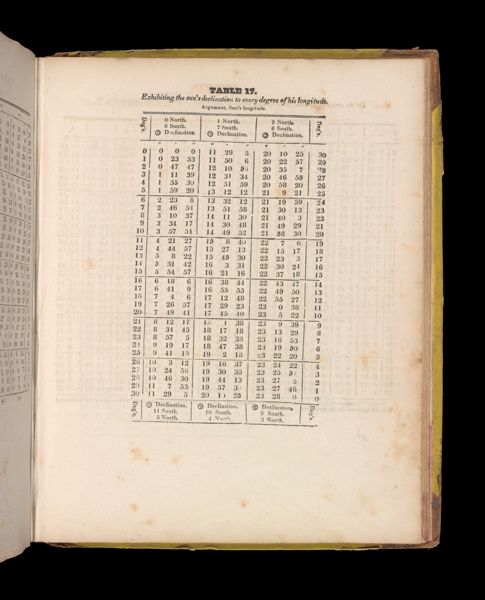 TABLE 17.
Exhibiting the sun's declination to every degree of his longitude.
Argument, Sun's longitude.
Deg's. 0 North. 1 North. 2 North. Deg's.
6 South. 7 South. 8 South.
☉ Declination. ☉ Declination. ☉ Declination.
0 0 0 0 11 29 5 20 10 25 30
1 0 23 53 11 50 6 20 22 57 29
2 0 47 47 12 10 56 20 35 7 28
3 1 11 39 12 31 34 20 46 55 27
4 1 35 30 12 51 59 20 58 20 26
5 1 59 20 13 12 12 21 9 21 25
6 2 23 8 13 32 12 21 19 59 24
7 2 46 54 13 51 58 21 30 13 23
8 3 10 37 14 11 30 21 40 3 22
9 3 34 17 14 30 48 21 49 29 21
10 3 57 54 14 49 52 21 58 30 20
11 4 21 27 15 8 40 22 7 6 19
12 4 44 57 15 27 13 22 15 17 18
13 5 8 22 15 45 30 22 23 3 17
14 5 31 42 16 3 31 22 30 24 16
15 5 54 57 16 21 16 22 37 18 15
16 6 18 6 16 38 44 22 43 47 14
17 6 41 9 16 55 55 22 49 50 13
18 7 4 6 17 12 48 22 55 27 12
19 7 26 57 17 29 23 23 0 38 11
20 7 49 41 17 45 40 23 5 22 10
21 8 12 17 18 1 38 23 9 39 9
22 8 34 45 18 17 18 23 13 29 8
23 8 57 5 18 32 38 23 16 53 7
24 9 19 17 18 47 38 23 19 50 6
25 9 41 19 19 2 18 23 22 20 5
26 10 3 12 19 16 37 23 24 22 4
27 10 24 56 19 30 35 23 25 3
28 10 46 30 19 44 13 23 27 5 2
29 11 7 53 19 57 23 27 46 1
30 11 29 5 20 10 25 23 28 0 0
Deg's. ☉ Declination. ☉ Declination. ☉ Declination. Deg's.
11 South. 10 South. 9 South.
5 North. 4 North. 3 North.